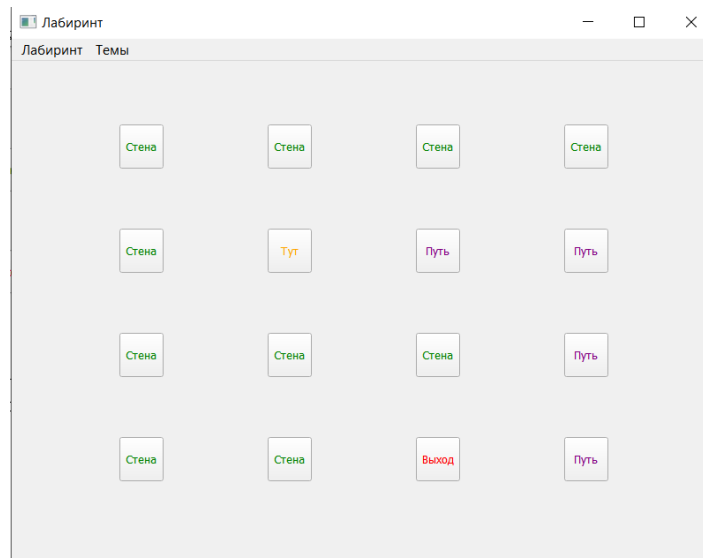 Лабиринт
Лабиринт Темы
Стена Стена Стена Стена
Стена Тут Путь Путь
Стена Стена Стена Путь
Стена Стена Выход Путь